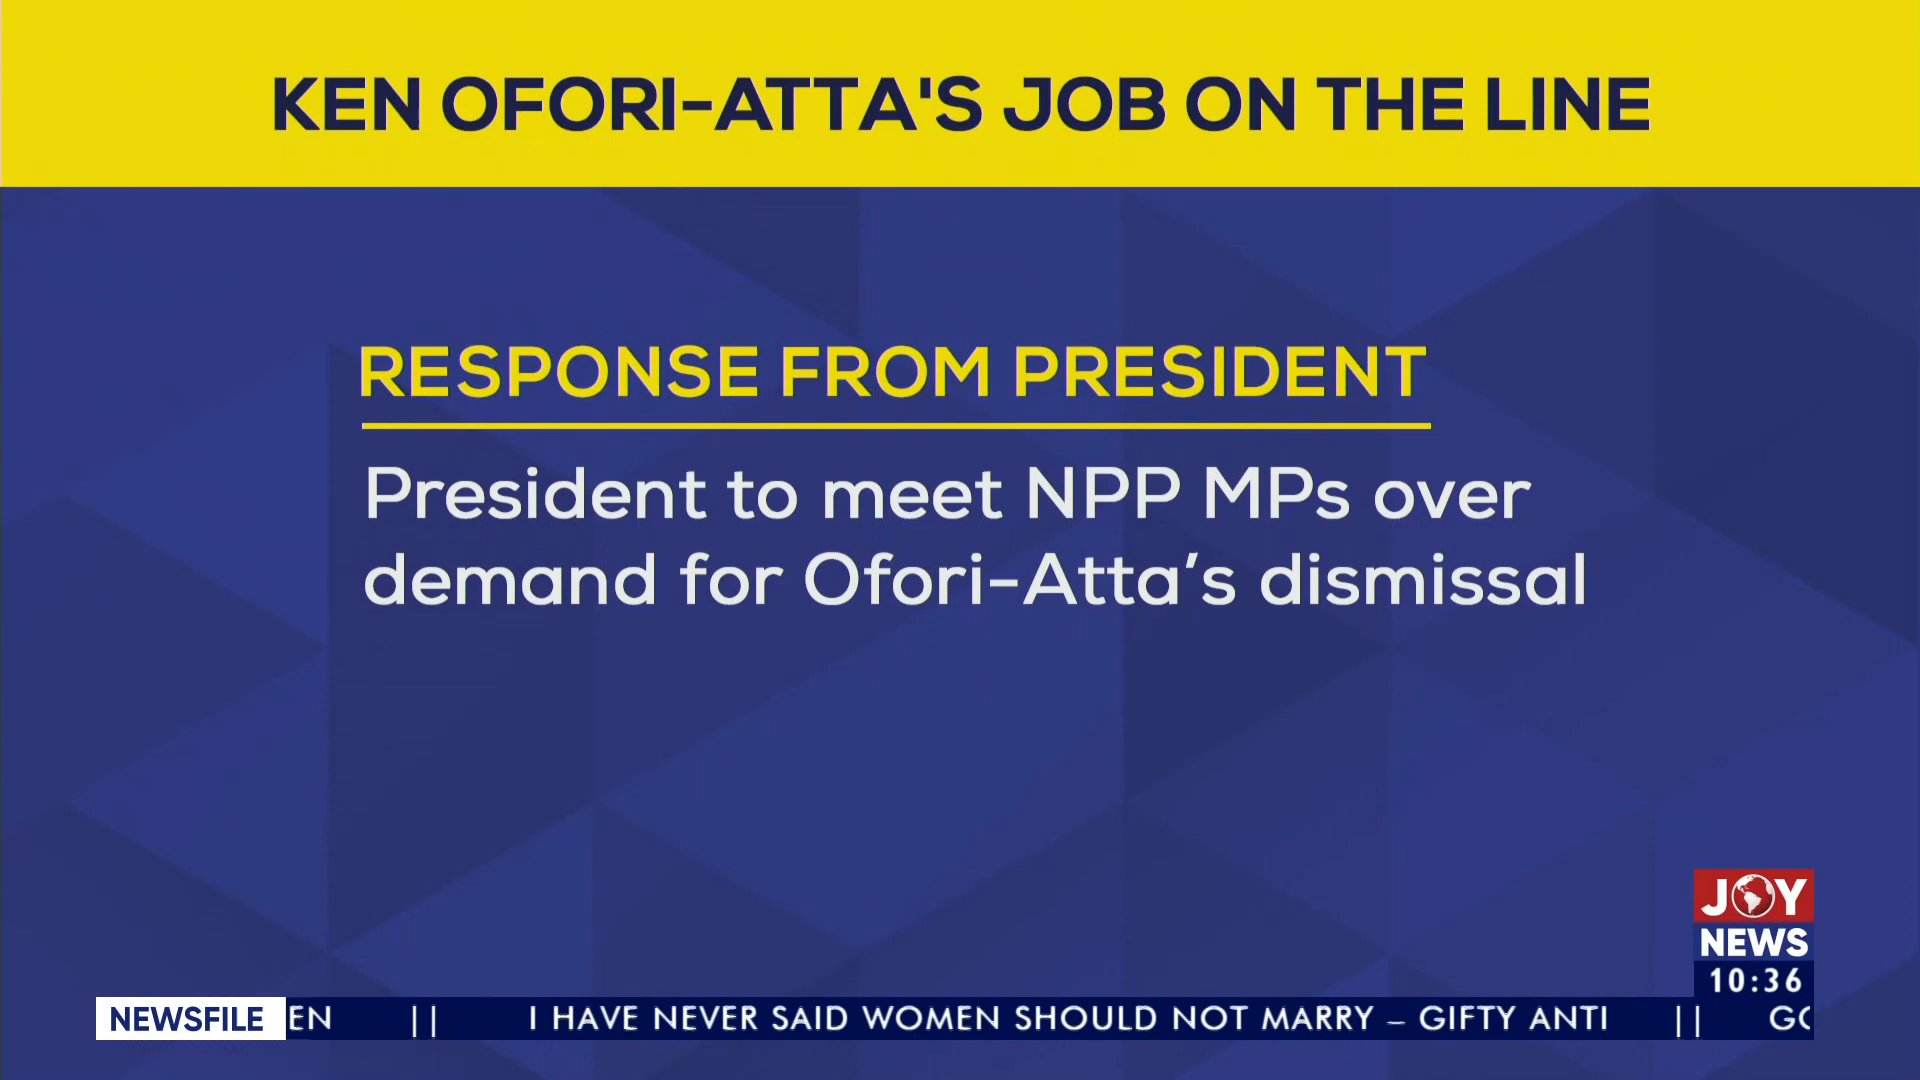 KEN OFORI-ATTA'S JOB ON THE LINE
RESPONSE FROM PRESIDENT
President to meet NPP MPs over
demand for Ofori-Atta’s dismissal
JOY
NEWS
10:36
NEWSFILE
EN || I HAVE NEVER SAID WOMEN SHOULD NOT MARRY – GIFTY ANTI ||